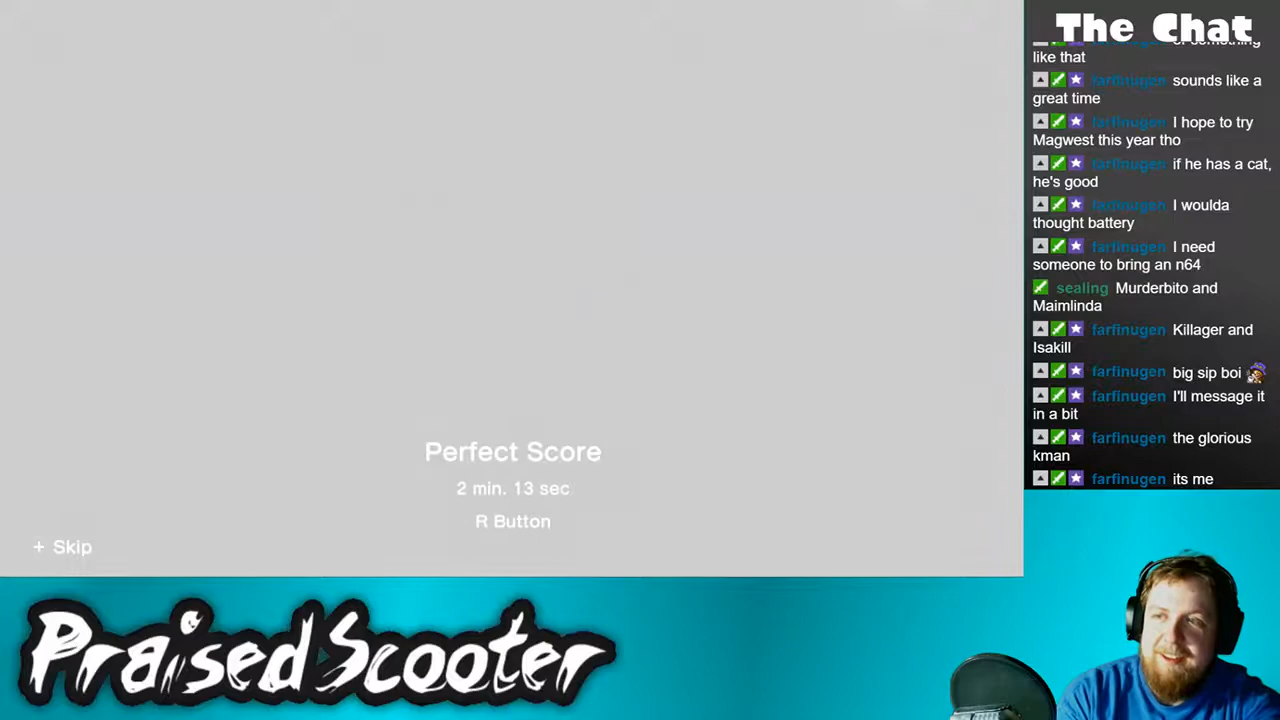 The Chat
farfinugen or something
like that
farfinugen sounds like a
great time
farfinugen I hope to try
Magwest this year tho
farfinugen if he has a cat,
he's good
farfinugen I woulda
thought battery
farfinugen I need
someone to bring an n64
sealing Murderbito and
Maimlinda
farfinugen Killager and
Isakill
farfinugen big sip boi
farfinugen I'll message it
in a bit
farfinugen the glorious
kman
farfinugen its me
Perfect Score
2 min. 13 sec
R Button
+ Skip
PraisedScooter